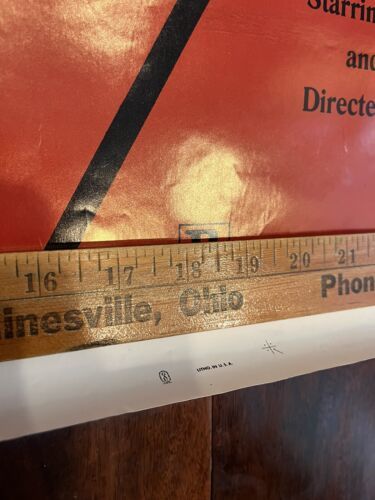 Starrin
and
Directe
16 17 18 19 20 21
inesville, Ohio Phon
LITHO. IN U.S.A.